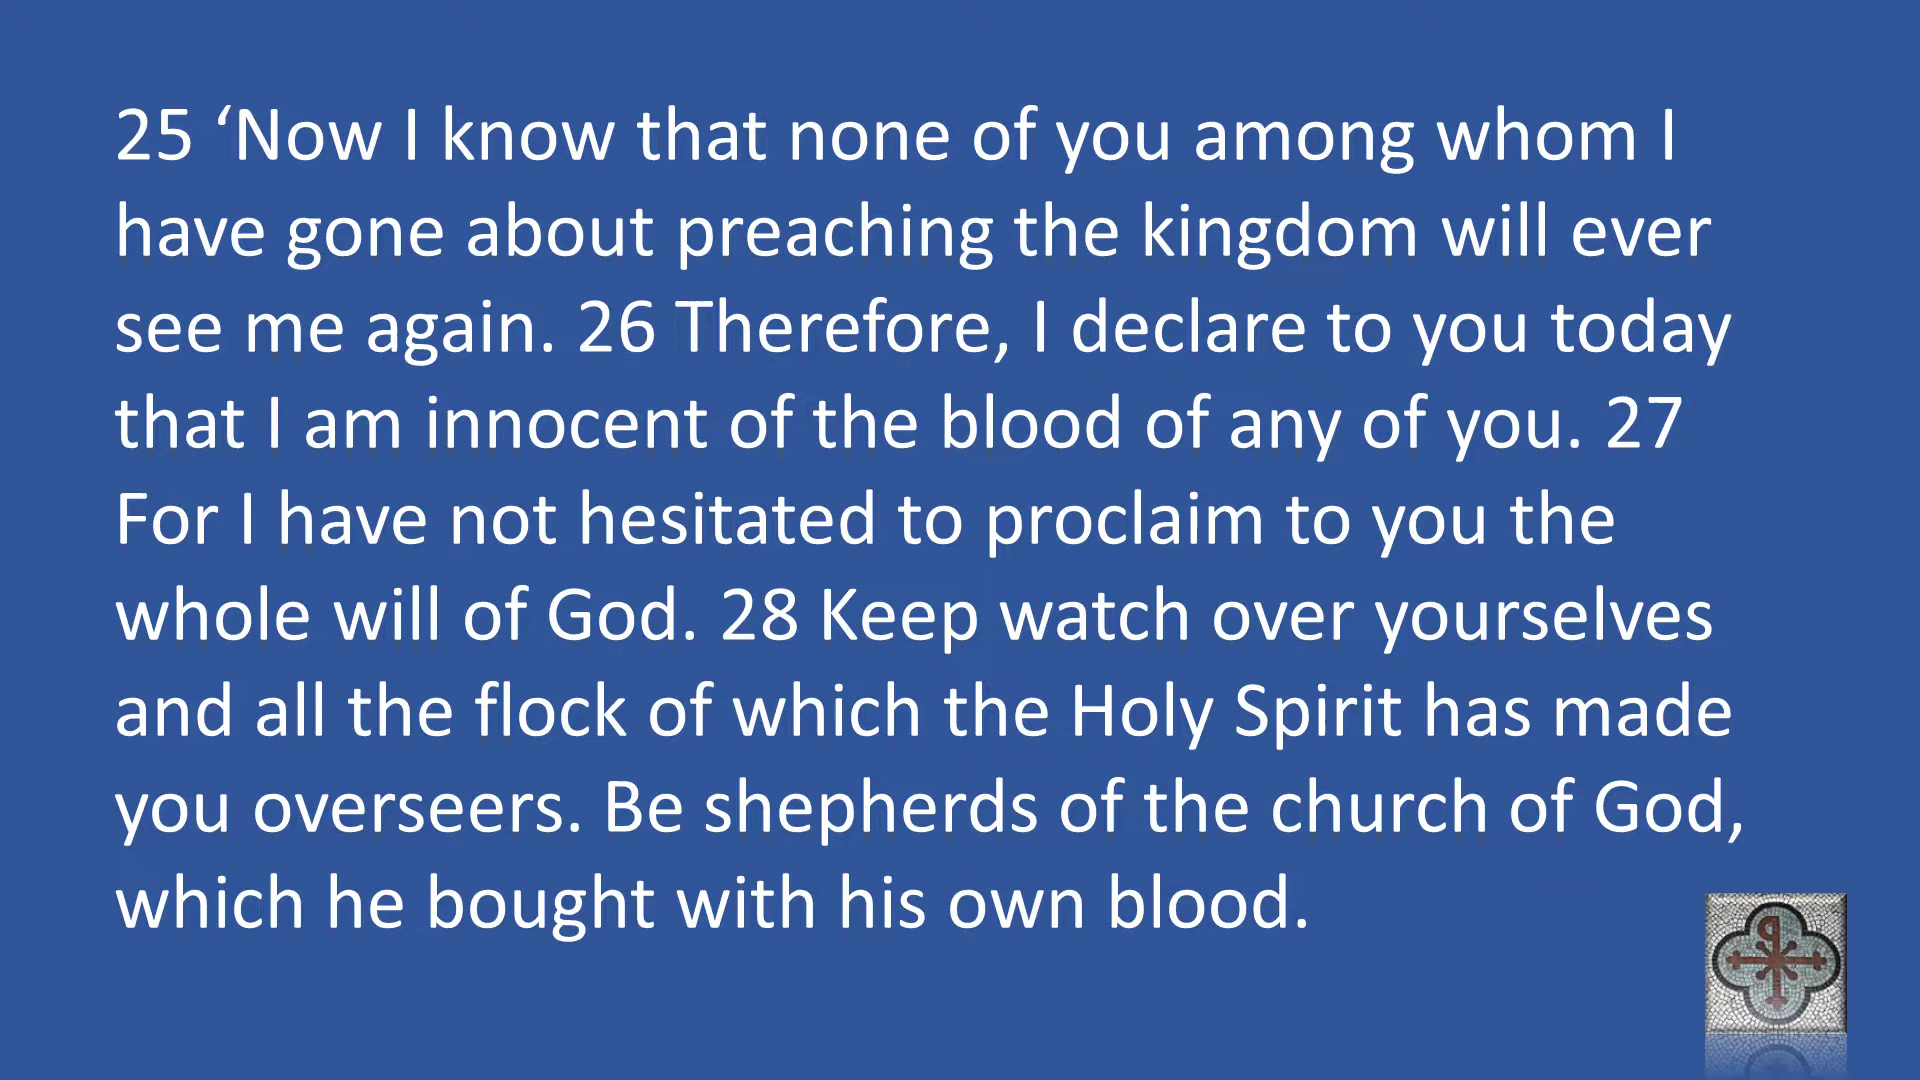 25 ‘Now I know that none of you among whom I
have gone about preaching the kingdom will ever
see me again. 26 Therefore, I declare to you today
that I am innocent of the blood of any of you. 27
For I have not hesitated to proclaim to you the
whole will of God. 28 Keep watch over yourselves
and all the flock of which the Holy Spirit has made
you overseers. Be shepherds of the church of God,
which he bought with his own blood.